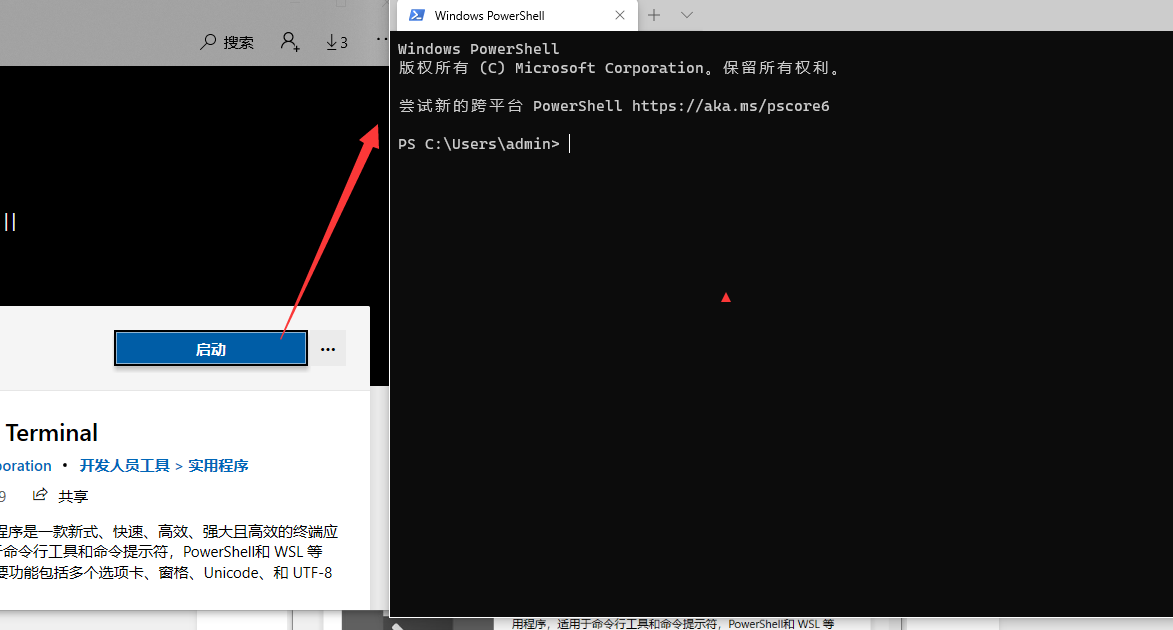 搜索
3
启动
Terminal
oration • 开发人员工具 > 实用程序
9
共享
程序是一款新式、快速、高效、强大且高效的终端应
命令行工具和命令提示符，PowerShell和 WSL 等
要功能包括多个选项卡、窗格、Unicode、和 UTF-8
Windows PowerShell
Windows PowerShell
版权所有 (C) Microsoft Corporation。保留所有权利。
尝试新的跨平台 PowerShell https://aka.ms/pscore6
PS C:\Users\admin>
用程序，适用于命令行工具和命令提示符，PowerShell和 WSL 等